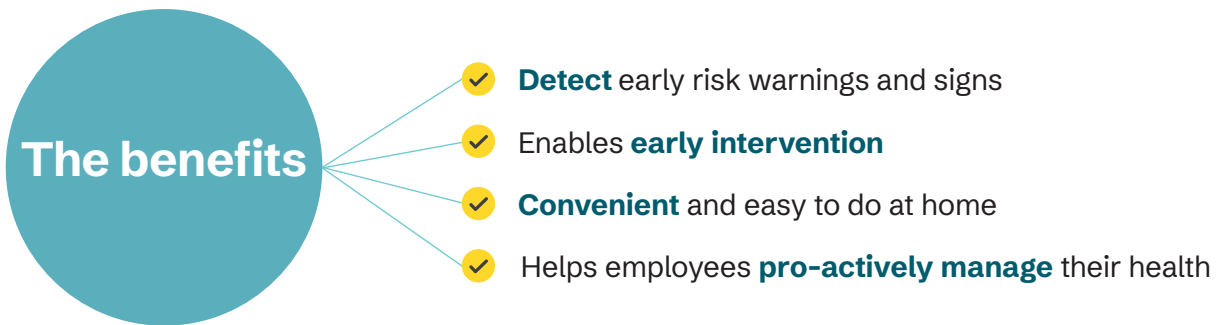 The benefits
Detect early risk warnings and signs
Enables early intervention
Convenient and easy to do at home
Helps employees pro-actively manage their health